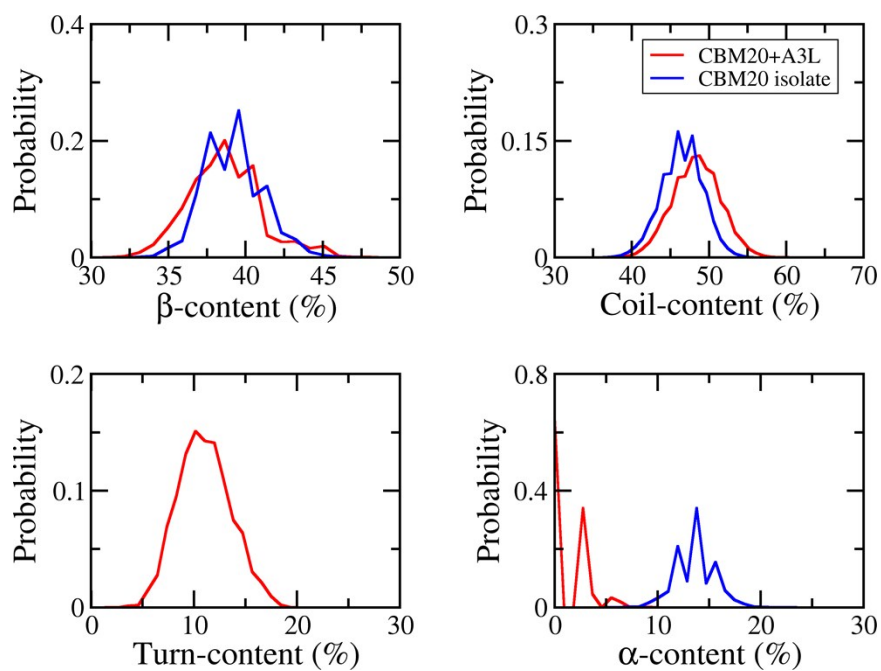 0.4
0.2
0
Probability
30 35 40 45 50
β-content (%)
0.3
0.15
0
Probability
CBM20+A3L
CBM20 isolate
30 40 50 60 70
Coil-content (%)
0.2
0.1
0
Probability
0 10 20 30
Turn-content (%)
0.8
0.4
0
Probability
0 10 20 30
α-content (%)